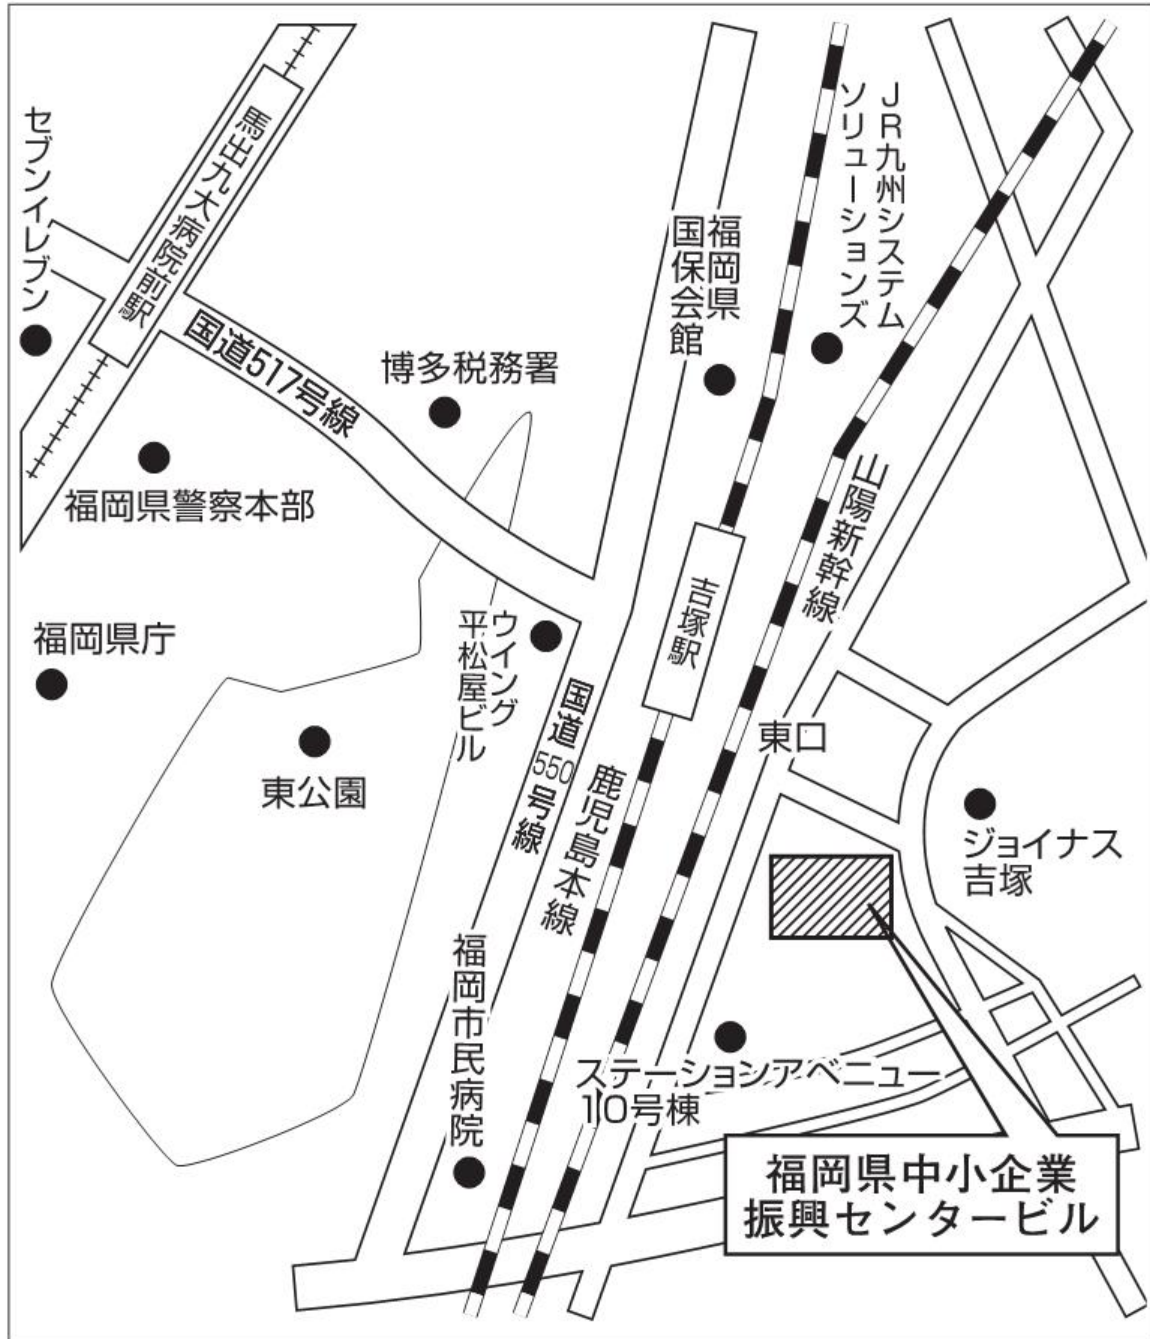 セブンイレブン
馬出九大病院前駅
国道517号線
博多税務署
福岡県警察本部
福岡県庁
東公園
福岡県
国保会館
JR九州システム
ソリューションズ
山陽新幹線
吉塚駅
ウイング
平松屋ビル
国道550号線
鹿児島本線
東口
ジョイナス
吉塚
福岡市民病院
ステーションアベニュー
10号棟
福岡県中小企業
振興センタービル